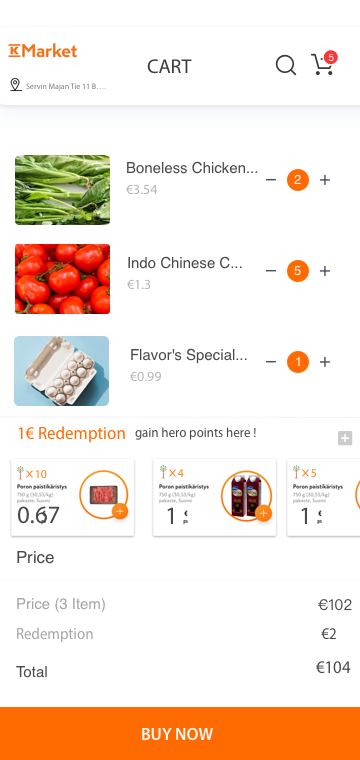 KMarket
CART
5
Servin Majan Tie 11 B....
Boneless Chicken...
€3.54
2
Indo Chinese C...
€1.3
5
Flavor's Special...
€0.99
1
1€ Redemption gain hero points here !
×10
Poron paistikäristys
750 g (30,53/kg)
pakaste, Suomi
0.67
×4
Poron paistikäristys
750 g (30,53/kg)
pakaste, Suomi
1 €
×5
Poron paistikäristys
750 g (30,53/kg)
pakaste, Suomi
1 €
Price
Price (3 Item) €102
Redemption €2
Total €104
BUY NOW